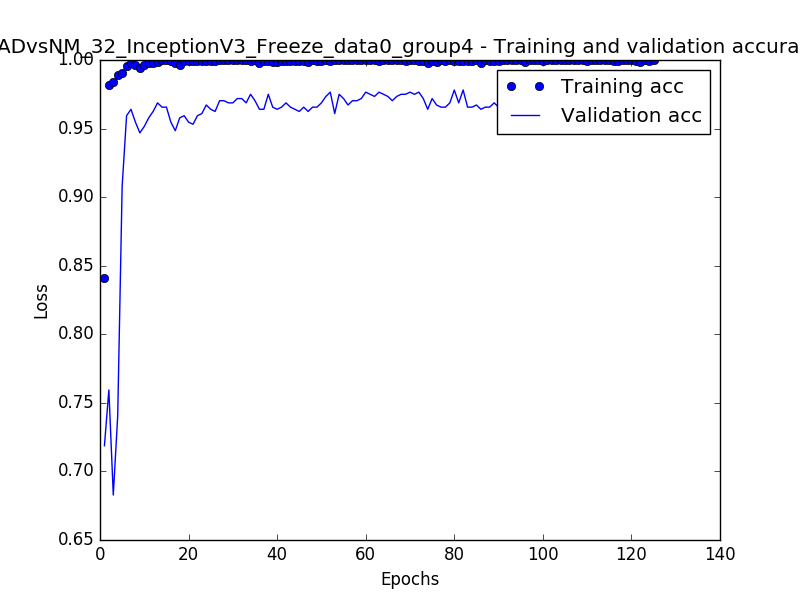 ADvsNM_32_InceptionV3_Freeze_data0_group4 - Training and validation accura
1.00
0.95
0.90
0.85
0.80
0.75
0.70
0.65
Loss
Training acc
Validation acc
0 20 40 60 80 100 120 140
Epochs